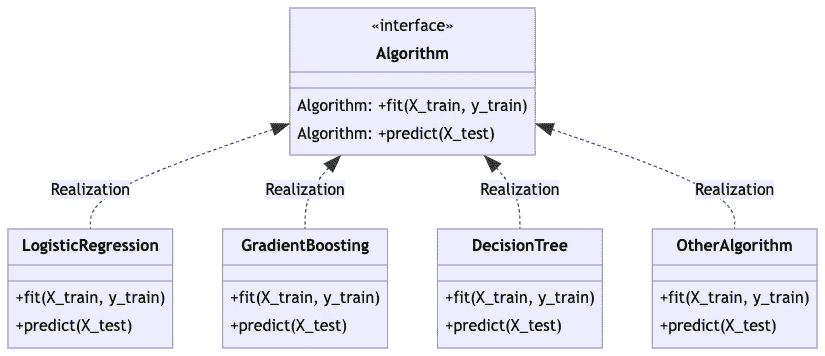 «interface»
Algorithm
Algorithm: +fit(X_train, y_train)
Algorithm: +predict(X_test)
Realization
Realization
Realization
Realization
LogisticRegression
+fit(X_train, y_train)
+predict(X_test)
GradientBoosting
+fit(X_train, y_train)
+predict(X_test)
DecisionTree
+fit(X_train, y_train)
+predict(X_test)
OtherAlgorithm
+fit(X_train, y_train)
+predict(X_test)